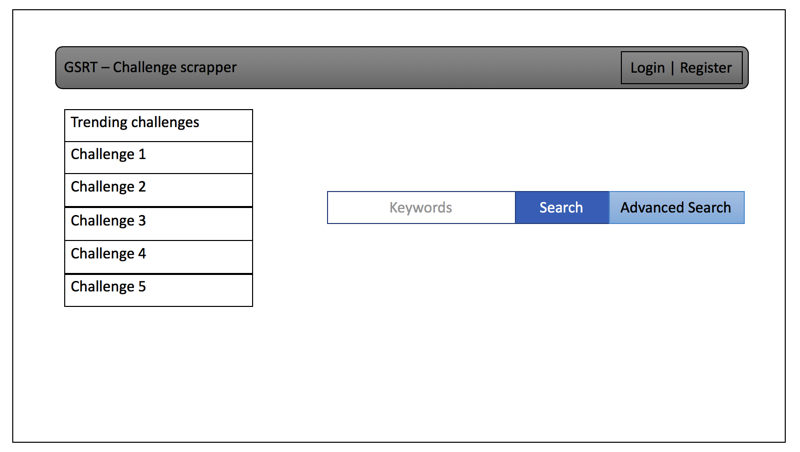 GSRT – Challenge scrapper
Login | Register
Trending challenges
Challenge 1
Challenge 2
Challenge 3
Challenge 4
Challenge 5
Keywords
Search
Advanced Search